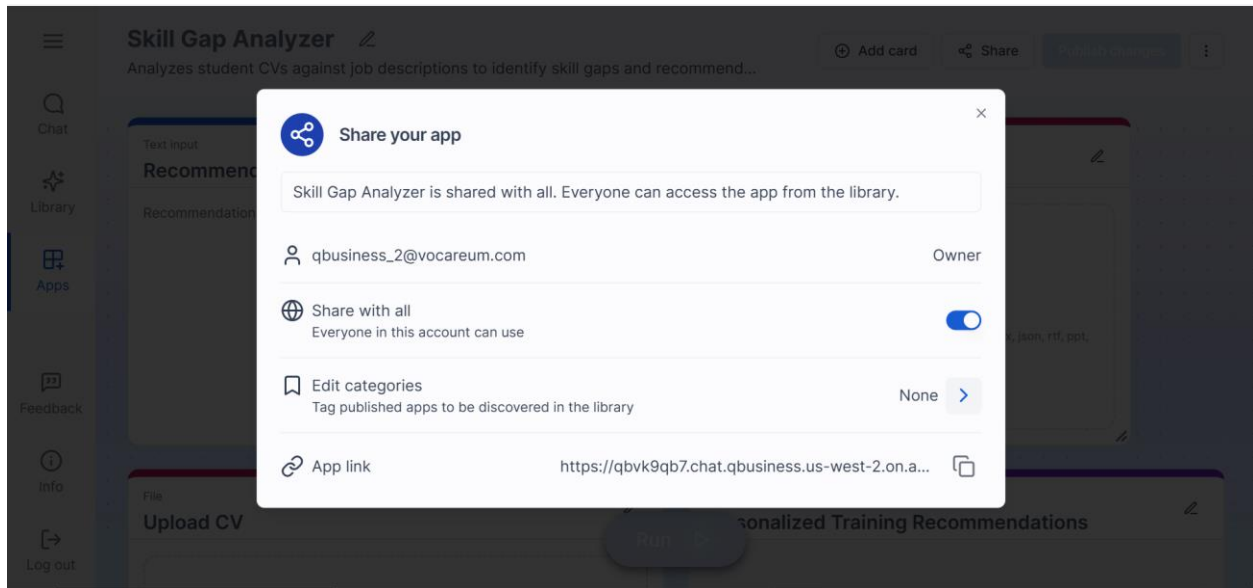 Skill Gap Analyzer
Analyzes student CVs against job descriptions to identify skill gaps and recommend...
Add card
Share
Publish changes
Chat
Library
Apps
Feedback
Info
Log out
Text input
Recommend
Recommendation
Share your app
Skill Gap Analyzer is shared with all. Everyone can access the app from the library.
qbusiness_2@vocareum.com
Owner
Share with all
Everyone in this account can use
Edit categories
Tag published apps to be discovered in the library
None
App link
https://qbvk9qb7.chat.qbusiness.us-west-2.on.a...
json, rtf, ppt,
File
Upload CV
Run
sonalized Training Recommendations